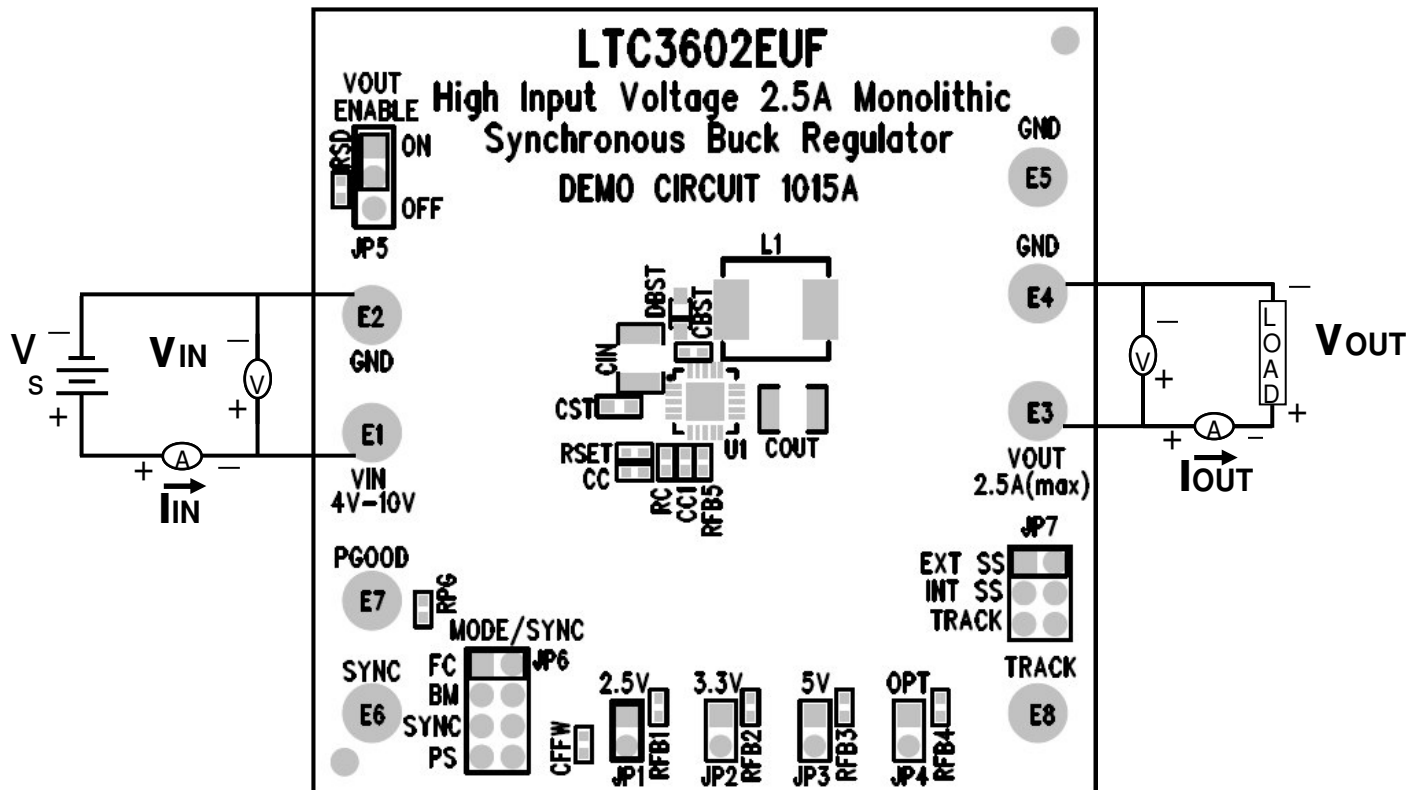 LTC3602EUF
High Input Voltage 2.5A Monolithic
Synchronous Buck Regulator
DEMO CIRCUIT 1015A
VOUT
ENABLE
RSD
ON
OFF
JP5
GND
E5
GND
E4
E3
VOUT
2.5A(max)
L1
DBST
CBST
CIN
CST
U1
COUT
RSET
CC
RC
CC1
RFB5
E2
GND
E1
VIN
4V-10V
VS
−
+
VIN
−
V
+
+
A
−
IIN
−
V
+
−
LOAD
+
VOUT
+
A
−
IOUT
PGOOD
E7
RPG
MODE/SYNC
JP6
FC
BM
SYNC
PS
SYNC
E6
CFFW
2.5V
RFB1
JP1
3.3V
RFB2
JP2
5V
RFB3
JP3
OPT
RFB4
JP4
JP7
EXT SS
INT SS
TRACK
TRACK
E8